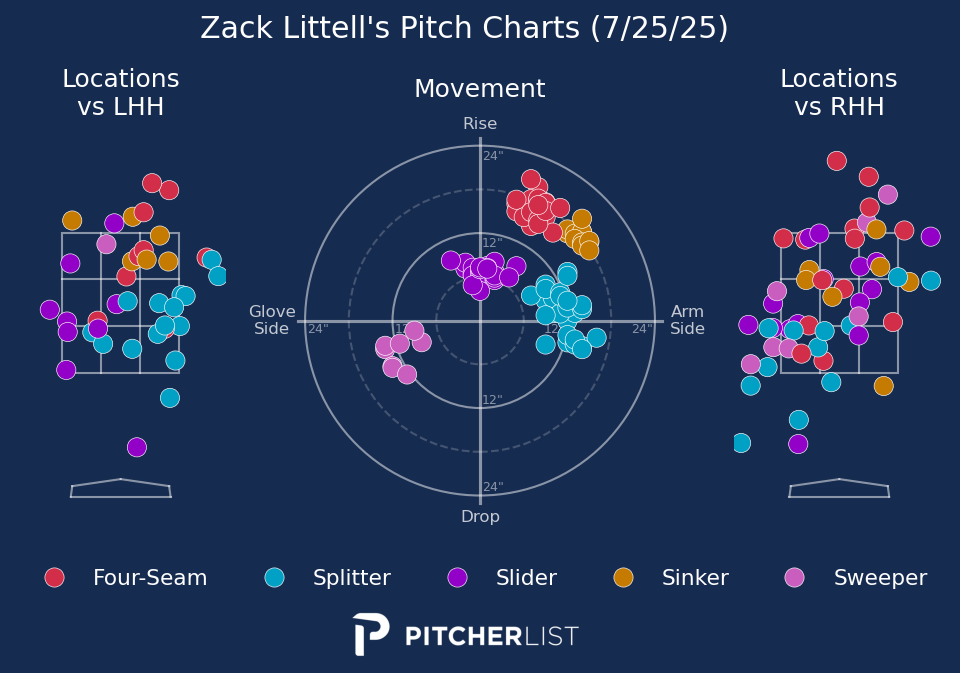 Zack Littell's Pitch Charts (7/25/25)
Locations
vs LHH
Movement
Locations
vs RHH
Rise
24"
12"
Glove
Side
24"
12"
24"
Arm
Side
12"
24"
Drop
Four-Seam
Splitter
Slider
Sinker
Sweeper
PITCHERLIST